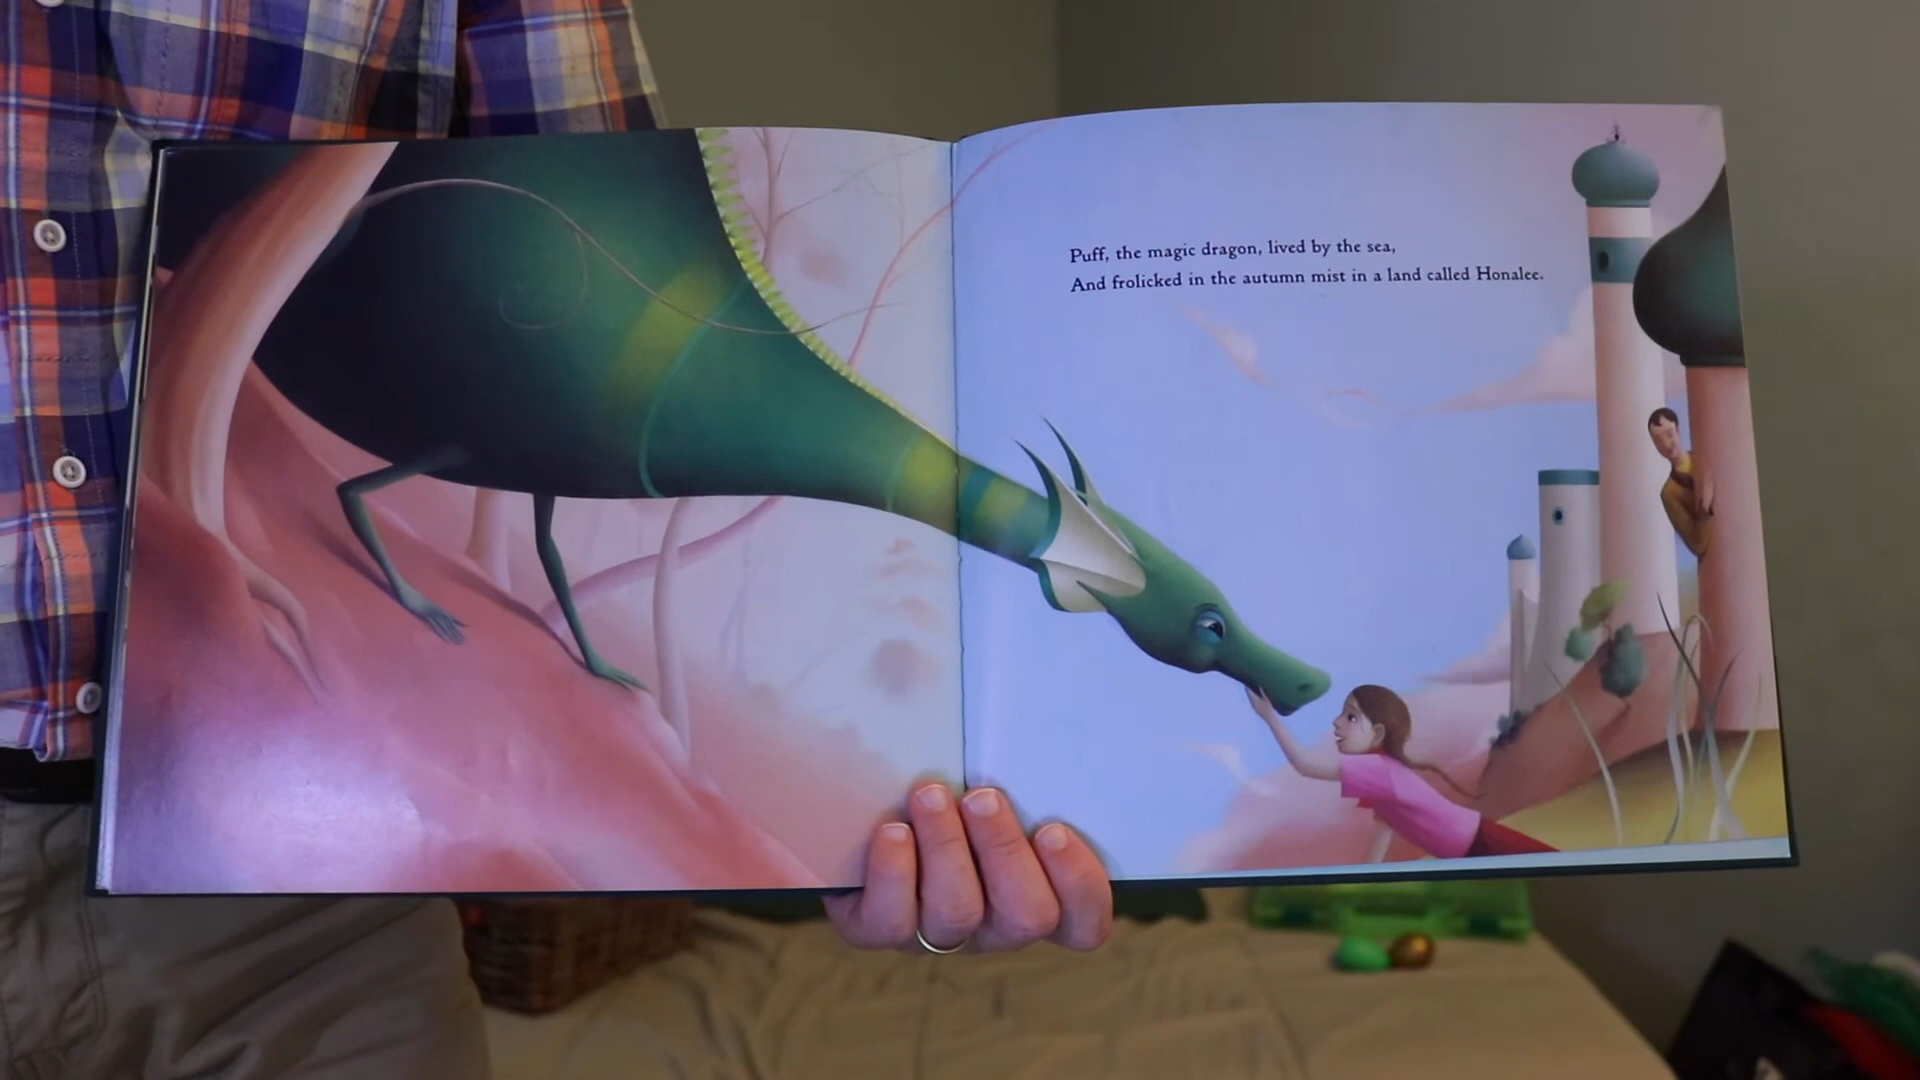 Puff, the magic dragon, lived by the sea,
And frolicked in the autumn mist in a land called Honalee.